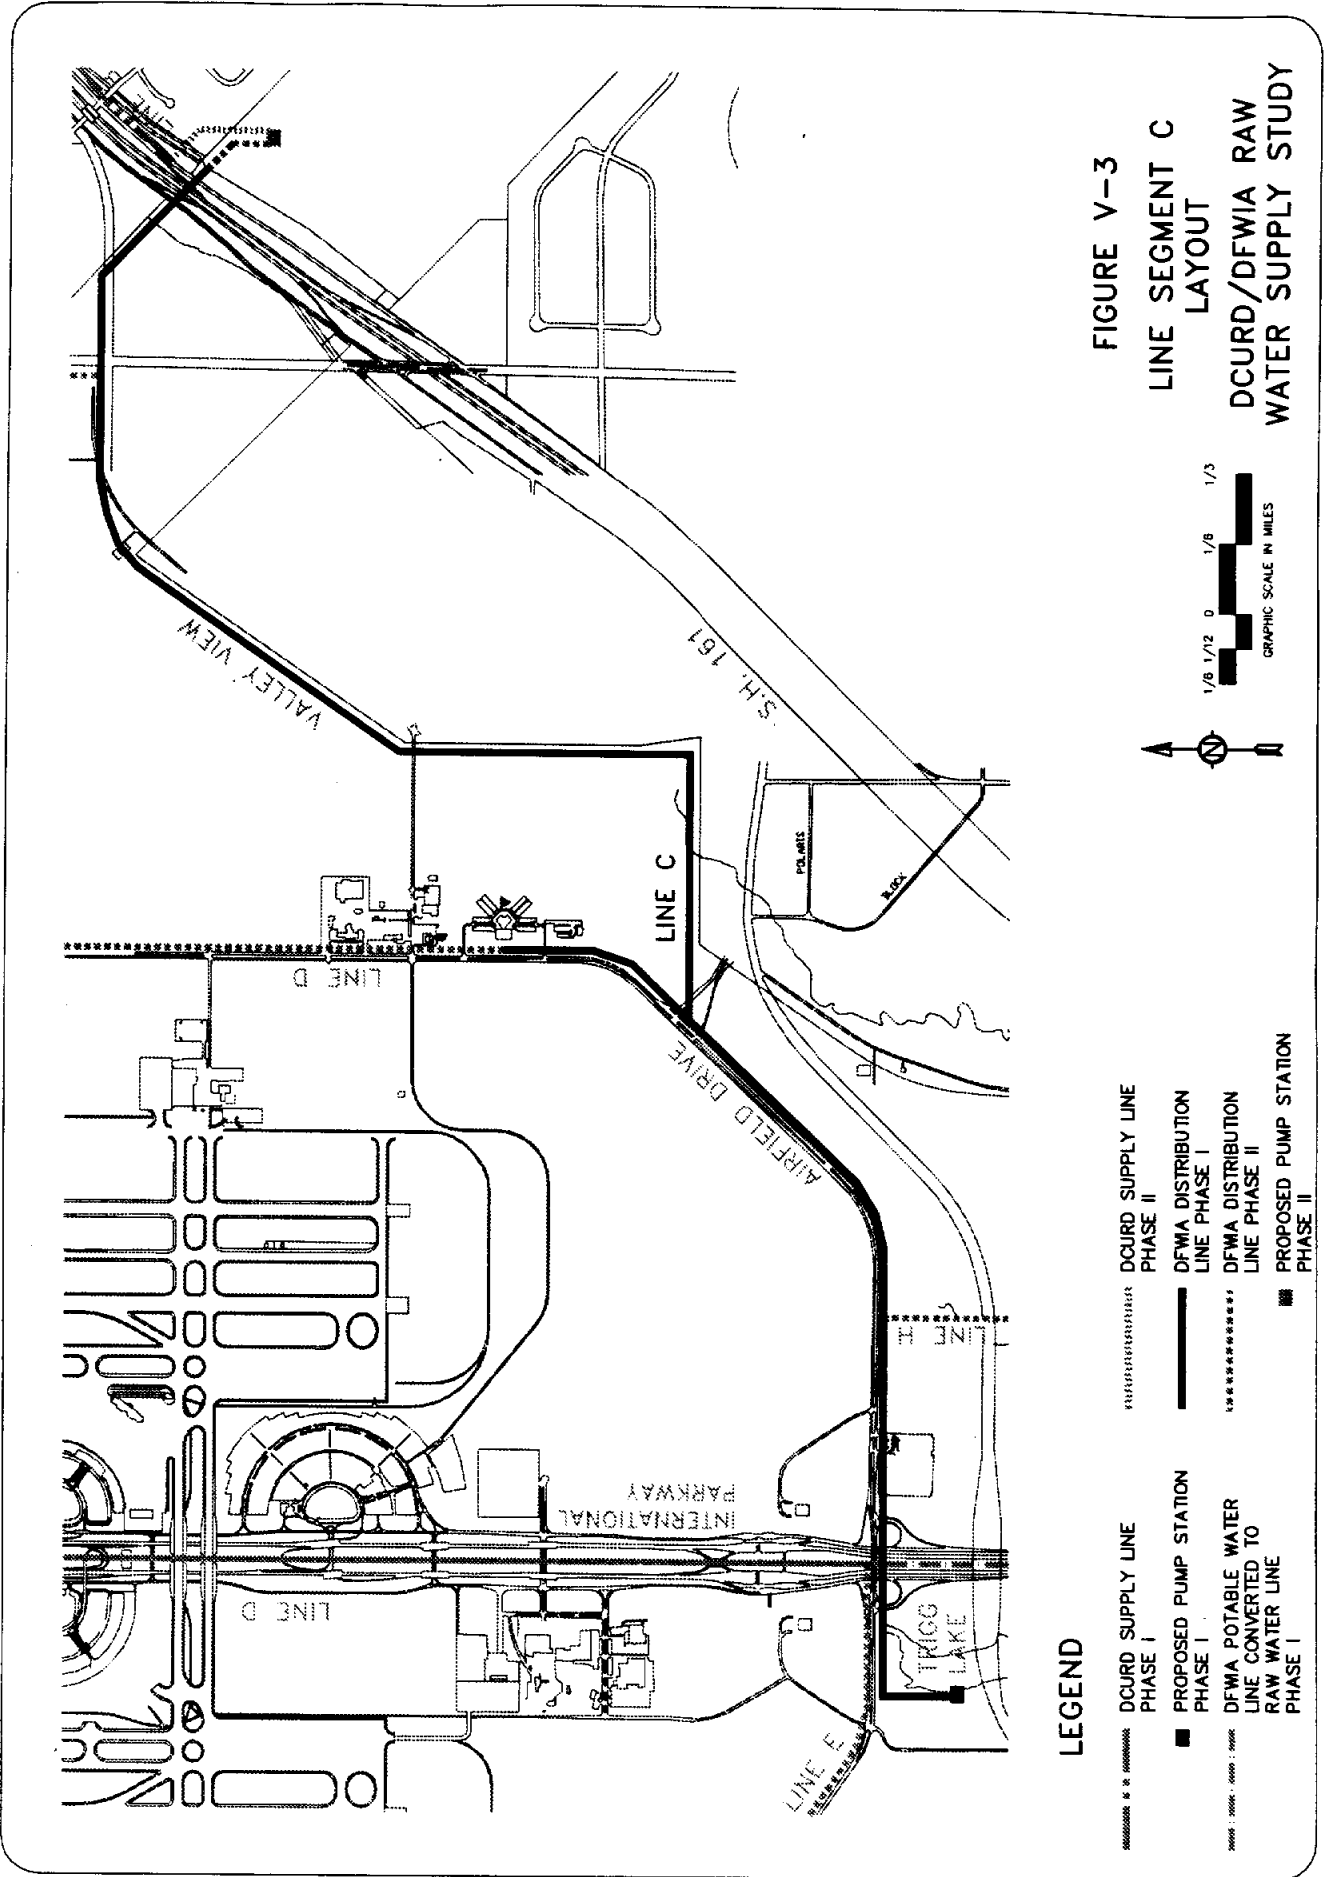 LINE
VALLEY VIEW
S.H. 161
LINE C
POLARIS
BLOCK
LINE D
AIRFIELD DRIVE
LINE H
INTERNATIONAL
PARKWAY
LINE D
TRIGG
LAKE
LINE E
LEGEND
DCURD SUPPLY LINE
PHASE I
PROPOSED PUMP STATION
PHASE I
DFWIA POTABLE WATER
LINE CONVERTED TO
RAW WATER LINE
PHASE I
DCURD SUPPLY LINE
PHASE II
DFWIA DISTRIBUTION
LINE PHASE I
DFWIA DISTRIBUTION
LINE PHASE II
PROPOSED PUMP STATION
PHASE II
N
1/6 1/12 0 1/6 1/3
GRAPHIC SCALE IN MILES
FIGURE V-3
LINE SEGMENT C
LAYOUT
DCURD/DFWIA RAW
WATER SUPPLY STUDY